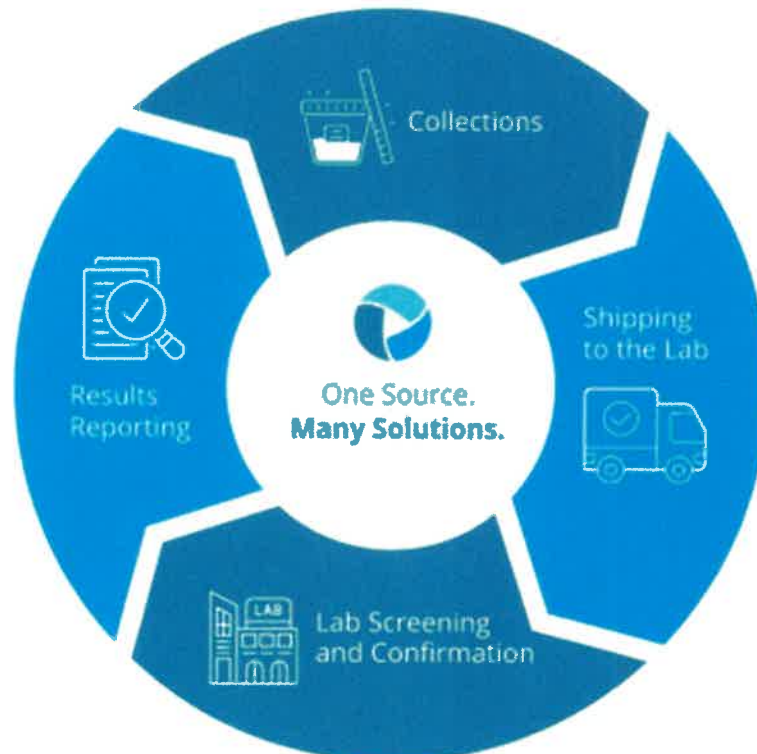 Collections
Shipping
to the Lab
LAB
Lab Screening
and Confirmation
Results
Reporting
One Source.
Many Solutions.